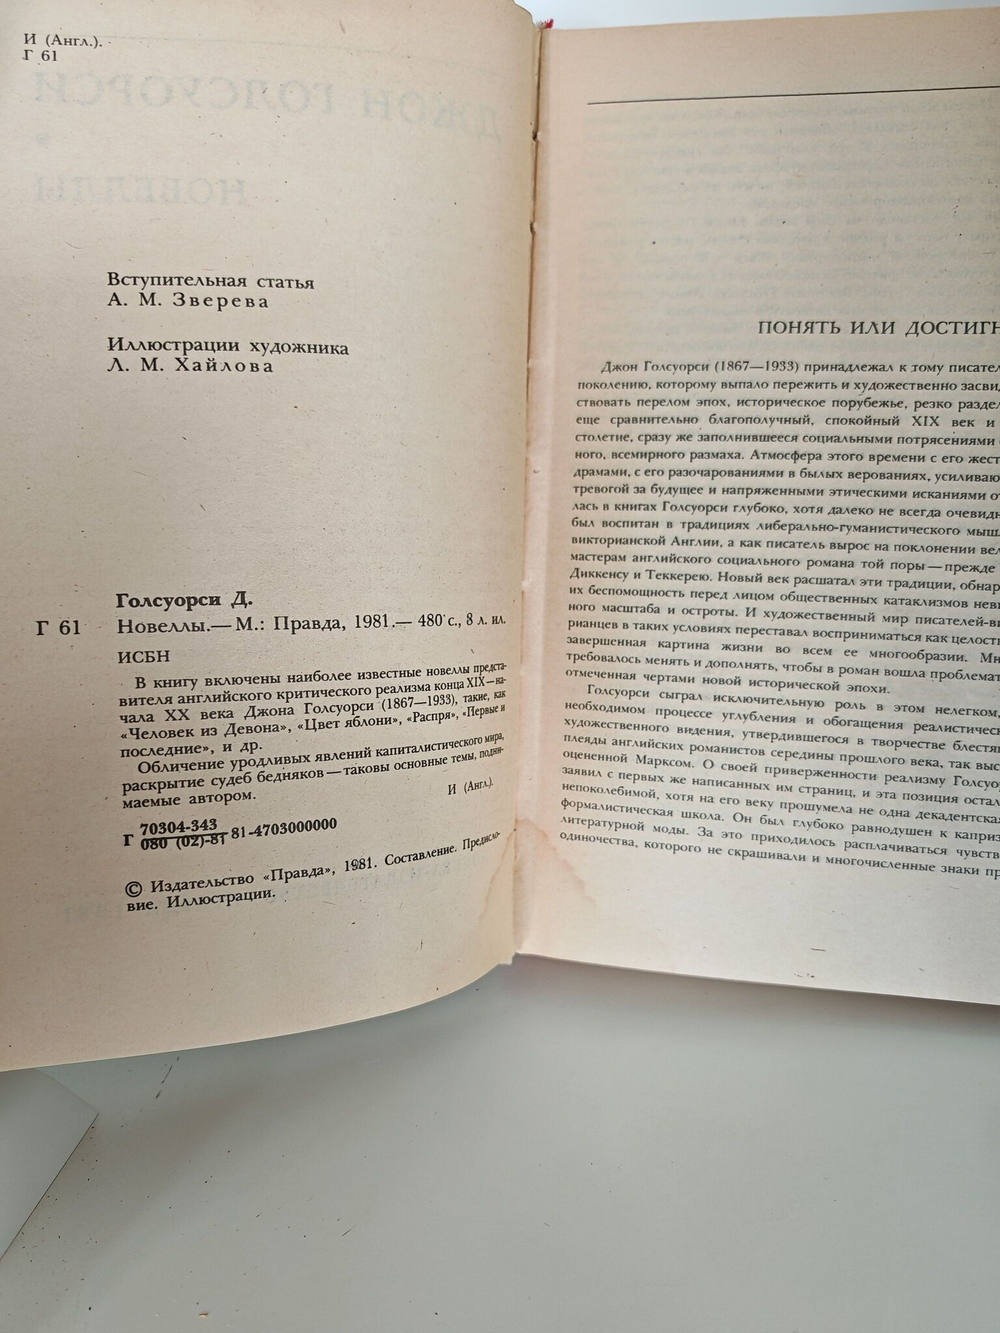 И (Англ.).
Г 61
Вступительная статья
А. М. Зверева
Иллюстрации художника
Л. М. Хайлова
Голсуорси Д.
Г 61 Новеллы.— М.: Правда, 1981.— 480 с., 8 л. ил.
ИСБН
В книгу включены наиболее известные новеллы предста-
вителя английского критического реализма конца XIX—на-
чала XX века Джона Голсуорси (1867—1933), такие, как
«Человек из Девона», «Цвет яблони», «Распря», «Первые и
последние», и др.
Обличение уродливых явлений капиталистического мира,
раскрытие судеб бедняков — таковы основные темы, подни-
маемые автором.
И (Англ.).
Г 70304-343
080 (02)-81 81-4703000000
© Издательство «Правда», 1981. Составление. Предисло-
вие. Иллюстрации.
ПОНЯТЬ ИЛИ ДОСТИГН
Джон Голсуорси (1867—1933) принадлежал к тому писател
поколению, которому выпало пережить и художественно засвид
ствовать перелом эпох, историческое порубежье, резко раздел
еще сравнительно благополучный, спокойный XIX век и
столетие, сразу же заполнившееся социальными потрясениями
ного, всемирного размаха. Атмосфера этого времени с его жест
драмами, с его разочарованиями в былых верованиях, усиливаю
тревогой за будущее и напряженными этическими исканиями от
лась в книгах Голсуорси глубоко, хотя далеко не всегда очевидн
был воспитан в традициях либерально-гуманистического мышл
викторианской Англии, а как писатель вырос на поклонении вел
мастерам английского социального романа той поры — прежде
Диккенсу и Теккерею. Новый век расшатал эти традиции, обнар
их беспомощность перед лицом общественных катаклизмов неви
ного масштаба и остроты. И художественный мир писателей-ви
рианцев в таких условиях переставал восприниматься как целост
завершенная картина жизни во всем ее многообразии. Мн
требовалось менять и дополнять, чтобы в роман вошла проблемат
отмеченная чертами новой исторической эпохи.
Голсуорси сыграл исключительную роль в этом нелегком,
необходимом процессе углубления и обогащения реалистическ
художественного видения, утвердившегося в творчестве блестящ
плеяды английских романистов середины прошлого века, так выс
оцененной Марксом. О своей приверженности реализму Голсуор
заявил с первых же написанных им страниц, и эта позиция остал
непоколебимой, хотя на его веку прошумела не одна декадентская
формалистическая школа. Он был глубоко равнодушен к каприз
литературной моды. За это приходилось расплачиваться чувств
одиночества, которого не скрашивали и многочисленные знаки пр